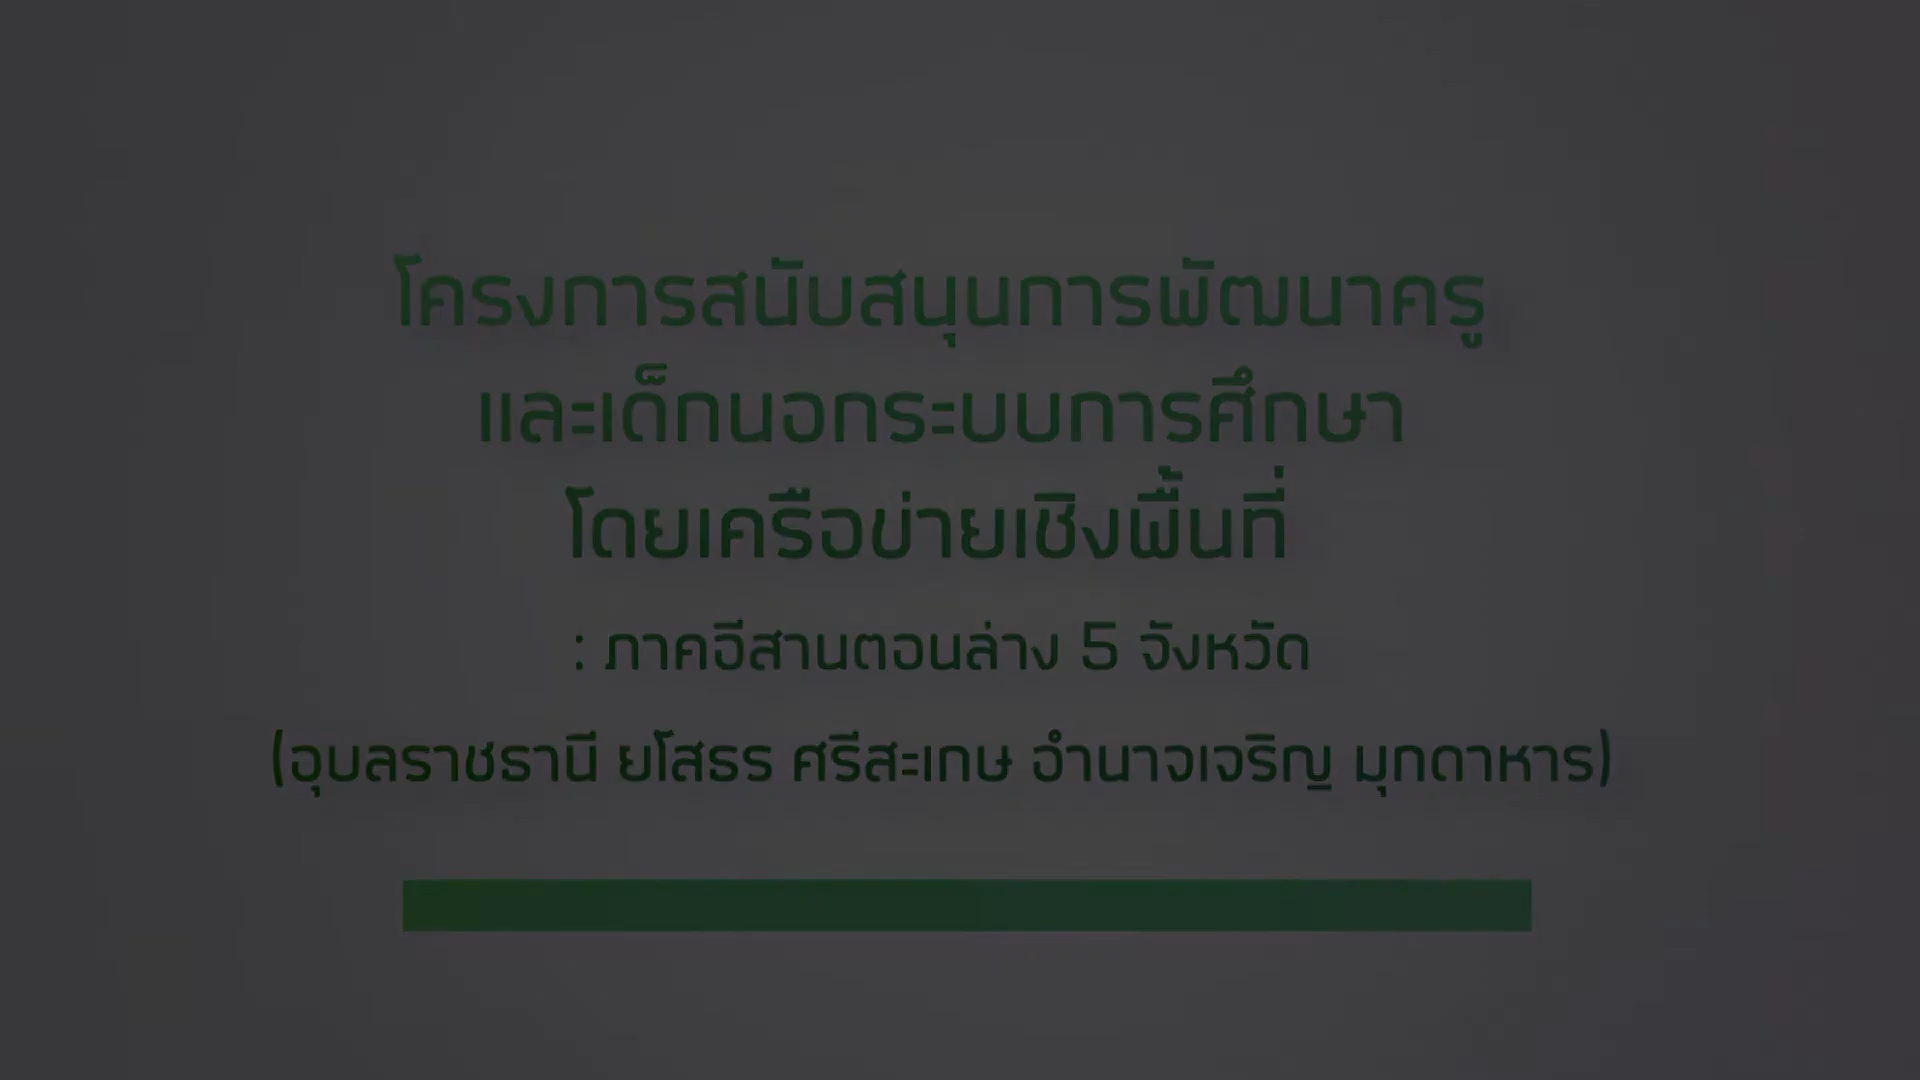 โครงการสนับสนุนการพัฒนาครู
และเด็กนอกระบบการศึกษา
โดยเครือข่ายเชิงพื้นที่
: ภาคอีสานตอนล่าง 5 จังหวัด
(อุบลราชธานี ยโสธร ศรีสะเกษ อำนาจเจริญ มุกดาหาร)